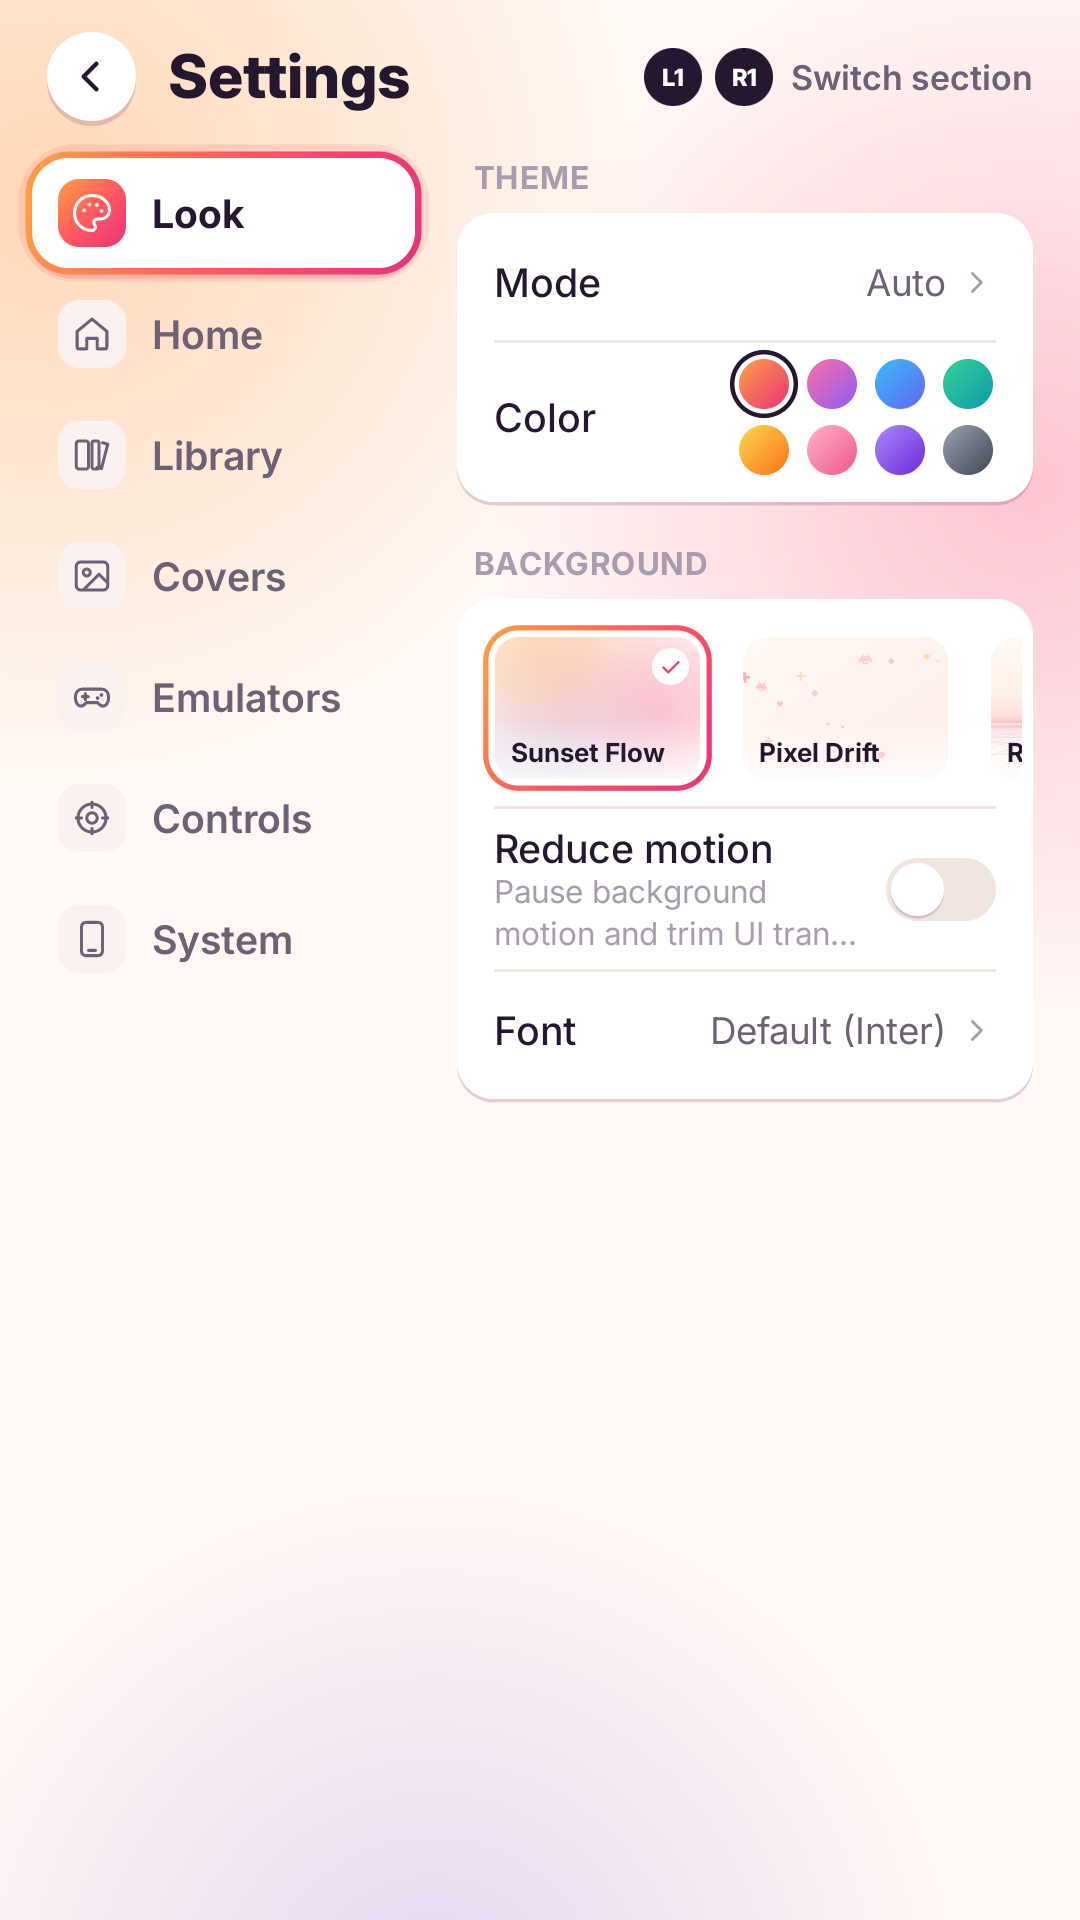 Settings
L1 R1 Switch section
Look
Home
Library
Covers
Emulators
Controls
System
THEME
Mode Auto
Color
BACKGROUND
Sunset Flow
Pixel Drift
R
Reduce motion
Pause background
motion and trim UI tran...
Font Default (Inter)